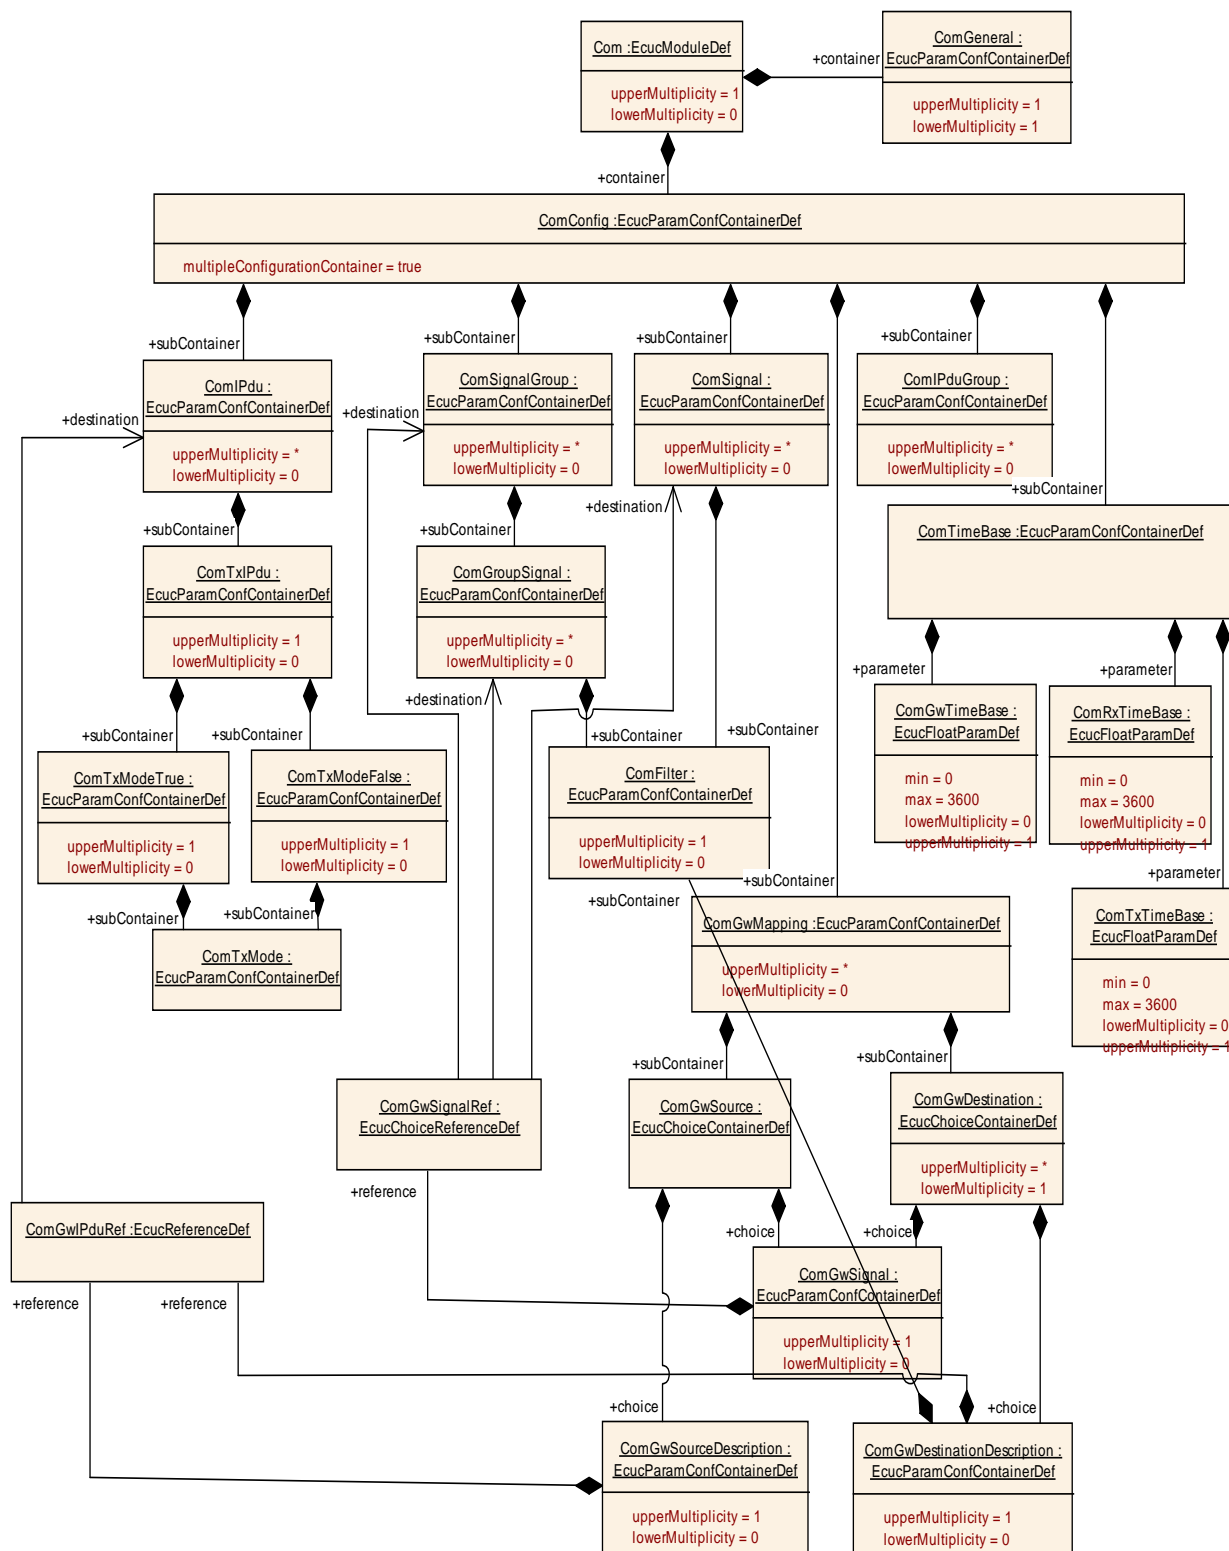 Com :EcucModuleDef
upperMultiplicity = 1
lowerMultiplicity = 0
+container
ComGeneral :
EcucParamConfContainerDef
upperMultiplicity = 1
lowerMultiplicity = 1
+container
ComConfig :EcucParamConfContainerDef
multipleConfigurationContainer = true
+subContainer
+subContainer
+subContainer
+subContainer
ComIPdu :
EcucParamConfContainerDef
upperMultiplicity = *
lowerMultiplicity = 0
+destination
ComSignalGroup :
EcucParamConfContainerDef
upperMultiplicity = *
lowerMultiplicity = 0
+destination
ComSignal :
EcucParamConfContainerDef
upperMultiplicity = *
lowerMultiplicity = 0
+destination
ComIPduGroup :
EcucParamConfContainerDef
upperMultiplicity = *
lowerMultiplicity = 0
+subContainer
ComTimeBase :EcucParamConfContainerDef
+subContainer
ComTxIPdu :
EcucParamConfContainerDef
upperMultiplicity = 1
lowerMultiplicity = 0
+subContainer
ComGroupSignal :
EcucParamConfContainerDef
upperMultiplicity = *
lowerMultiplicity = 0
+destination
+parameter
ComGwTimeBase :
EcucFloatParamDef
min = 0
max = 3600
lowerMultiplicity = 0
upperMultiplicity = 1
+parameter
ComRxTimeBase :
EcucFloatParamDef
min = 0
max = 3600
lowerMultiplicity = 0
upperMultiplicity = 1
+subContainer
ComTxModeTrue :
EcucParamConfContainerDef
upperMultiplicity = 1
lowerMultiplicity = 0
+subContainer
ComTxModeFalse :
EcucParamConfContainerDef
upperMultiplicity = 1
lowerMultiplicity = 0
+subContainer
+subContainer
ComFilter :
EcucParamConfContainerDef
upperMultiplicity = 1
lowerMultiplicity = 0
+subContainer
+subContainer
+parameter
ComTxTimeBase :
EcucFloatParamDef
min = 0
max = 3600
lowerMultiplicity = 0
upperMultiplicity = 1
+subContainer
+subContainer
ComTxMode :
EcucParamConfContainerDef
ComGwMapping :EcucParamConfContainerDef
upperMultiplicity = *
lowerMultiplicity = 0
+subContainer
+subContainer
ComGwSignalRef :
EcucChoiceReferenceDef
ComGwSource :
EcucChoiceContainerDef
ComGwDestination :
EcucChoiceContainerDef
upperMultiplicity = *
lowerMultiplicity = 1
+reference
ComGwIPduRef :EcucReferenceDef
+reference
+reference
+choice
+choice
ComGwSignal :
EcucParamConfContainerDef
upperMultiplicity = 1
lowerMultiplicity = 0
+choice
+choice
ComGwSourceDescription :
EcucParamConfContainerDef
upperMultiplicity = 1
lowerMultiplicity = 0
ComGwDestinationDescription :
EcucParamConfContainerDef
upperMultiplicity = 1
lowerMultiplicity = 0